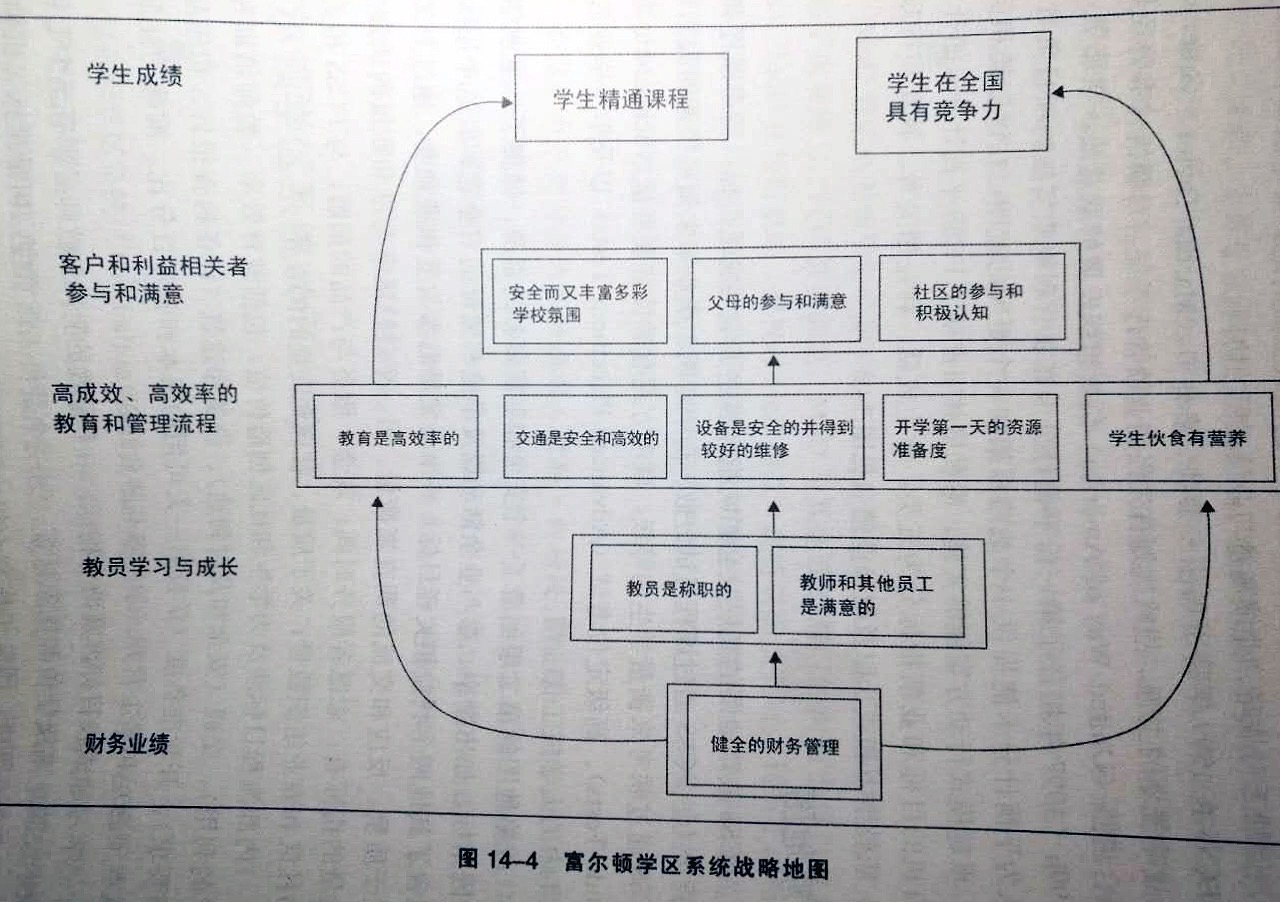 学生成绩
学生精通课程
学生在全国
具有竞争力
客户和利益相关者
参与和满意
安全而又丰富多彩
学校氛围
父母的参与和满意
社区的参与和
积极认知
高成效、高效率的
教育和管理流程
教育是高效率的
交通是安全和高效的
设备是安全的并得到
较好的维修
开学第一天的资源
准备度
学生伙食有营养
教员学习与成长
教员是称职的
教师和其他员工
是满意的
财务业绩
健全的财务管理
图 14-4 富尔顿学区系统战略地图